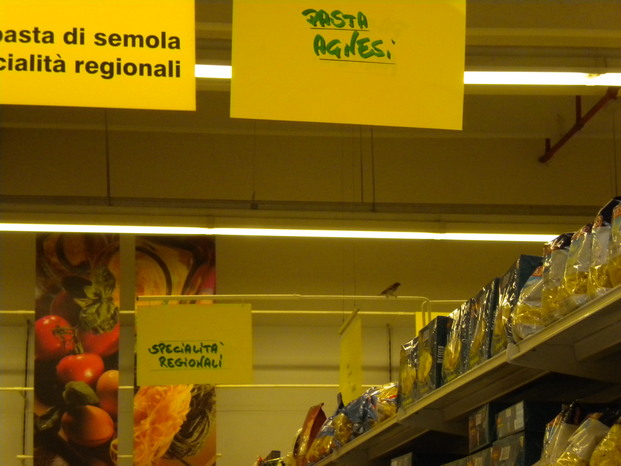 pasta di semola
cialità regionali
PASTA
AGNESi
SPECIALITA'
REGIONALI